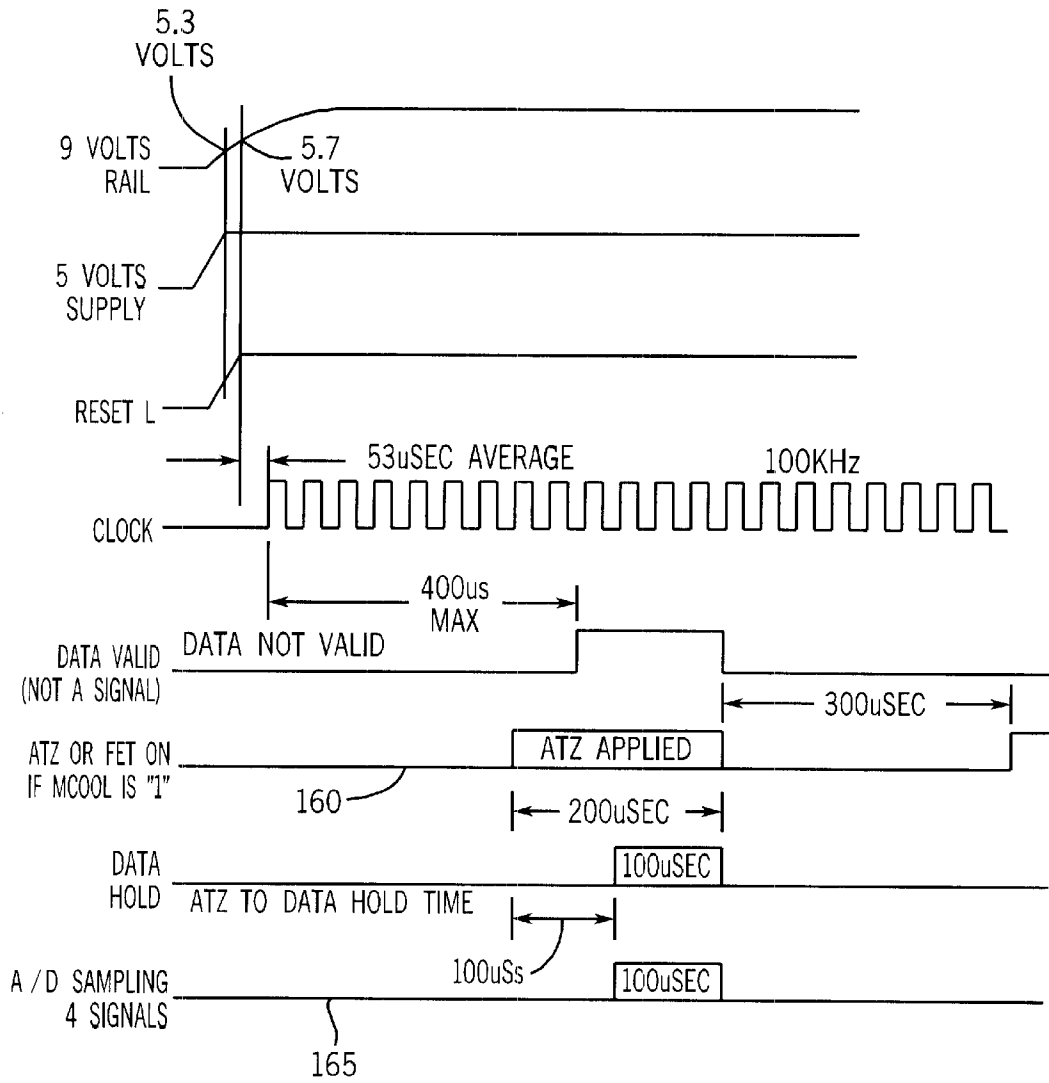 5.3
VOLTS
9 VOLTS
RAIL
5.7
VOLTS
5 VOLTS
SUPPLY
RESET L
53uSEC AVERAGE
100KHz
CLOCK
400us
MAX
DATA NOT VALID
DATA VALID
(NOT A SIGNAL)
300uSEC
ATZ OR FET ON
IF MCOOL IS "1"
ATZ APPLIED
160
200uSEC
DATA
HOLD
100uSEC
ATZ TO DATA HOLD TIME
100uSs
A/D SAMPLING
4 SIGNALS
100uSEC
165